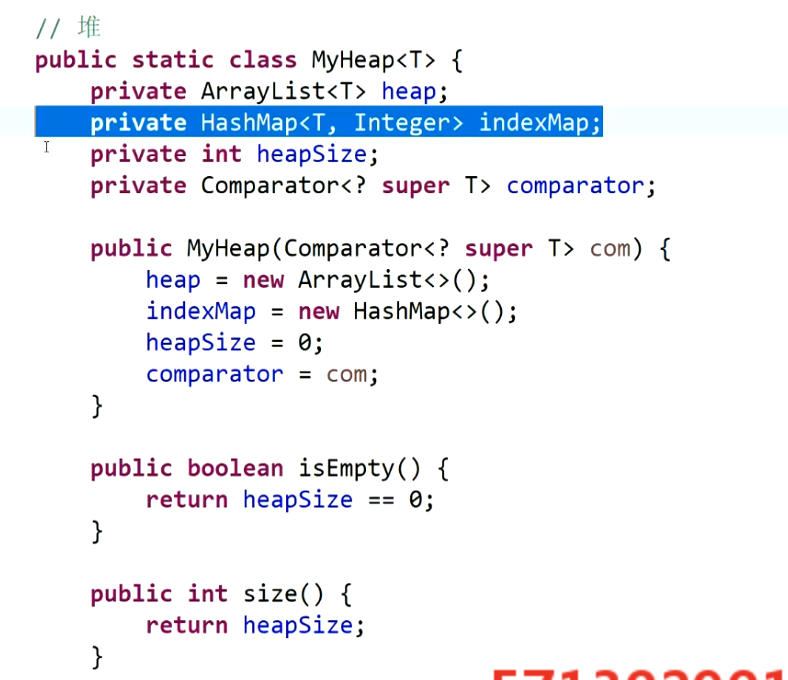 // 堆
public static class MyHeap<T> {
private ArrayList<T> heap;
private HashMap<T, Integer> indexMap;
private int heapSize;
private Comparator<? super T> comparator;
public MyHeap(Comparator<? super T> com) {
heap = new ArrayList<>();
indexMap = new HashMap<>();
heapSize = 0;
comparator = com;
}
public boolean isEmpty() {
return heapSize == 0;
}
public int size() {
return heapSize;
}